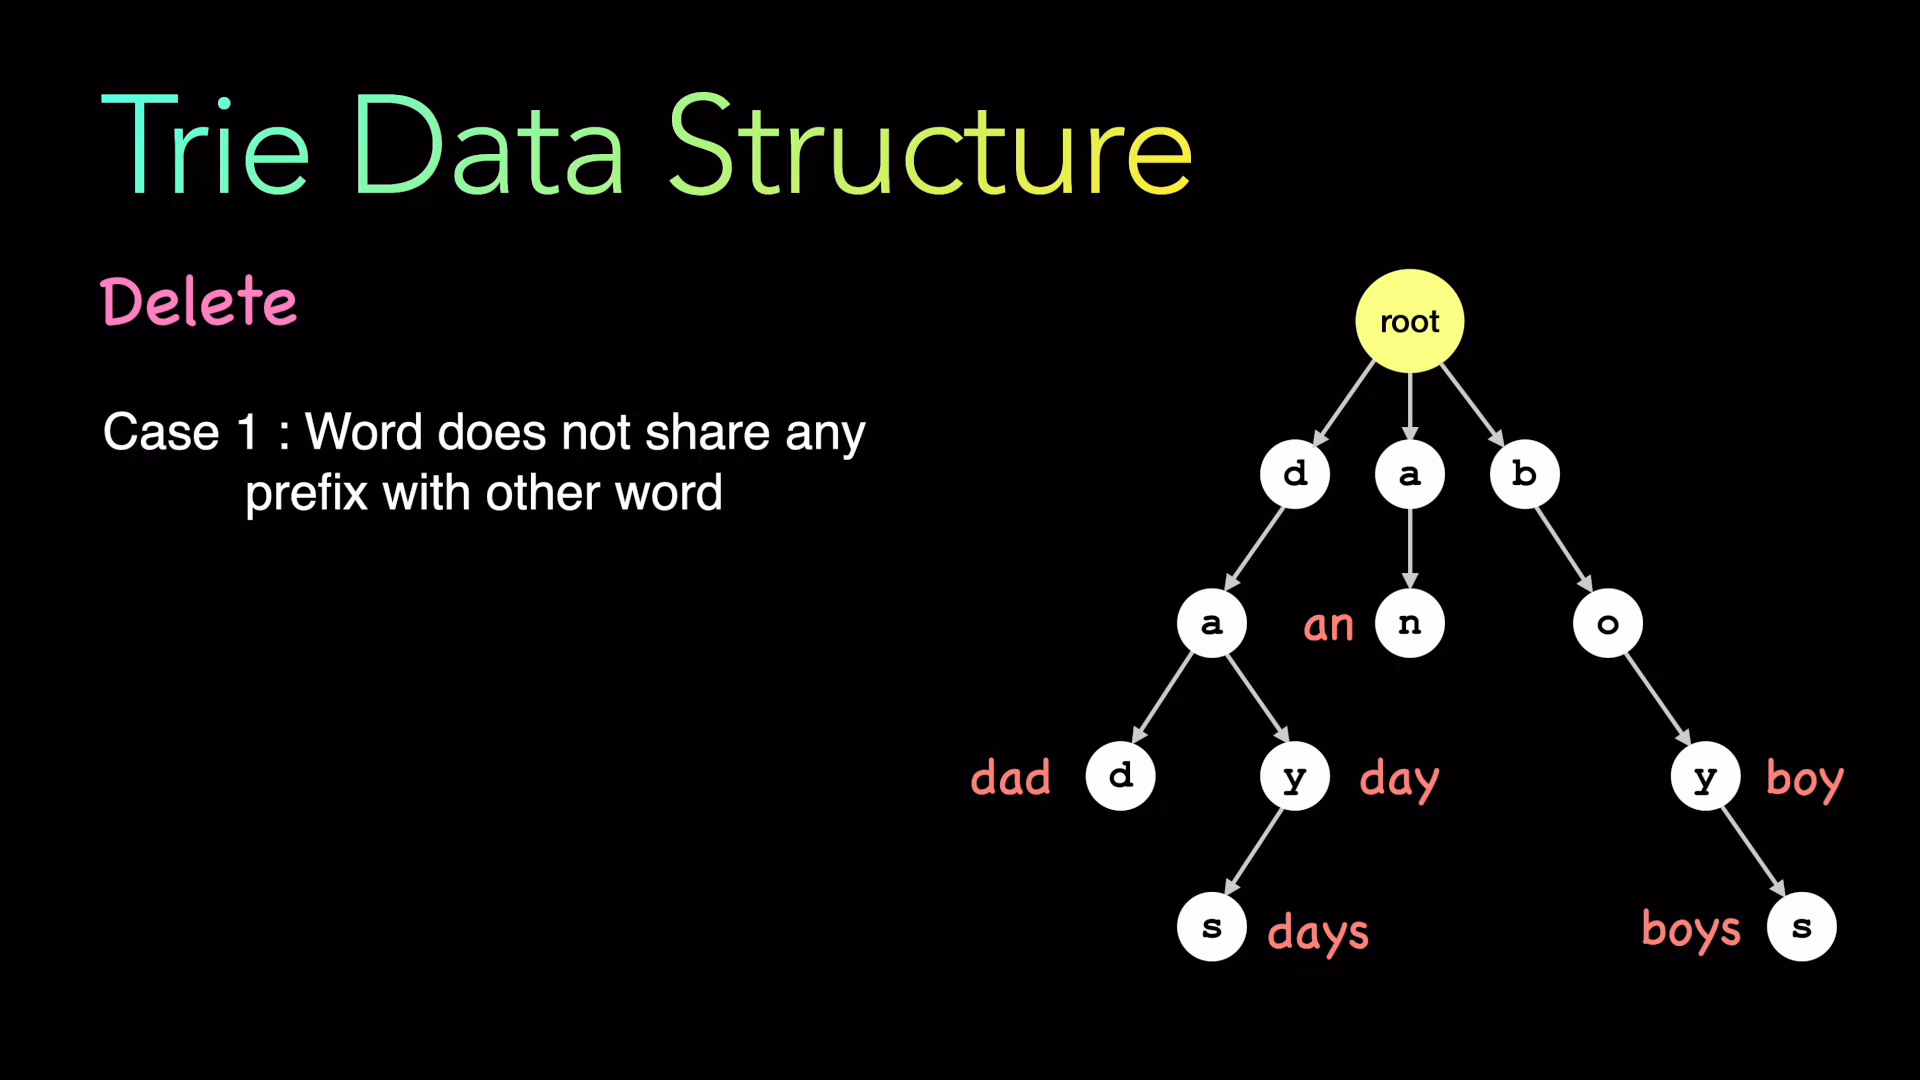 Trie Data Structure
Delete
Case 1 : Word does not share any
prefix with other word
root
d a b
a an n o
dad d y day y boy
s days boys s